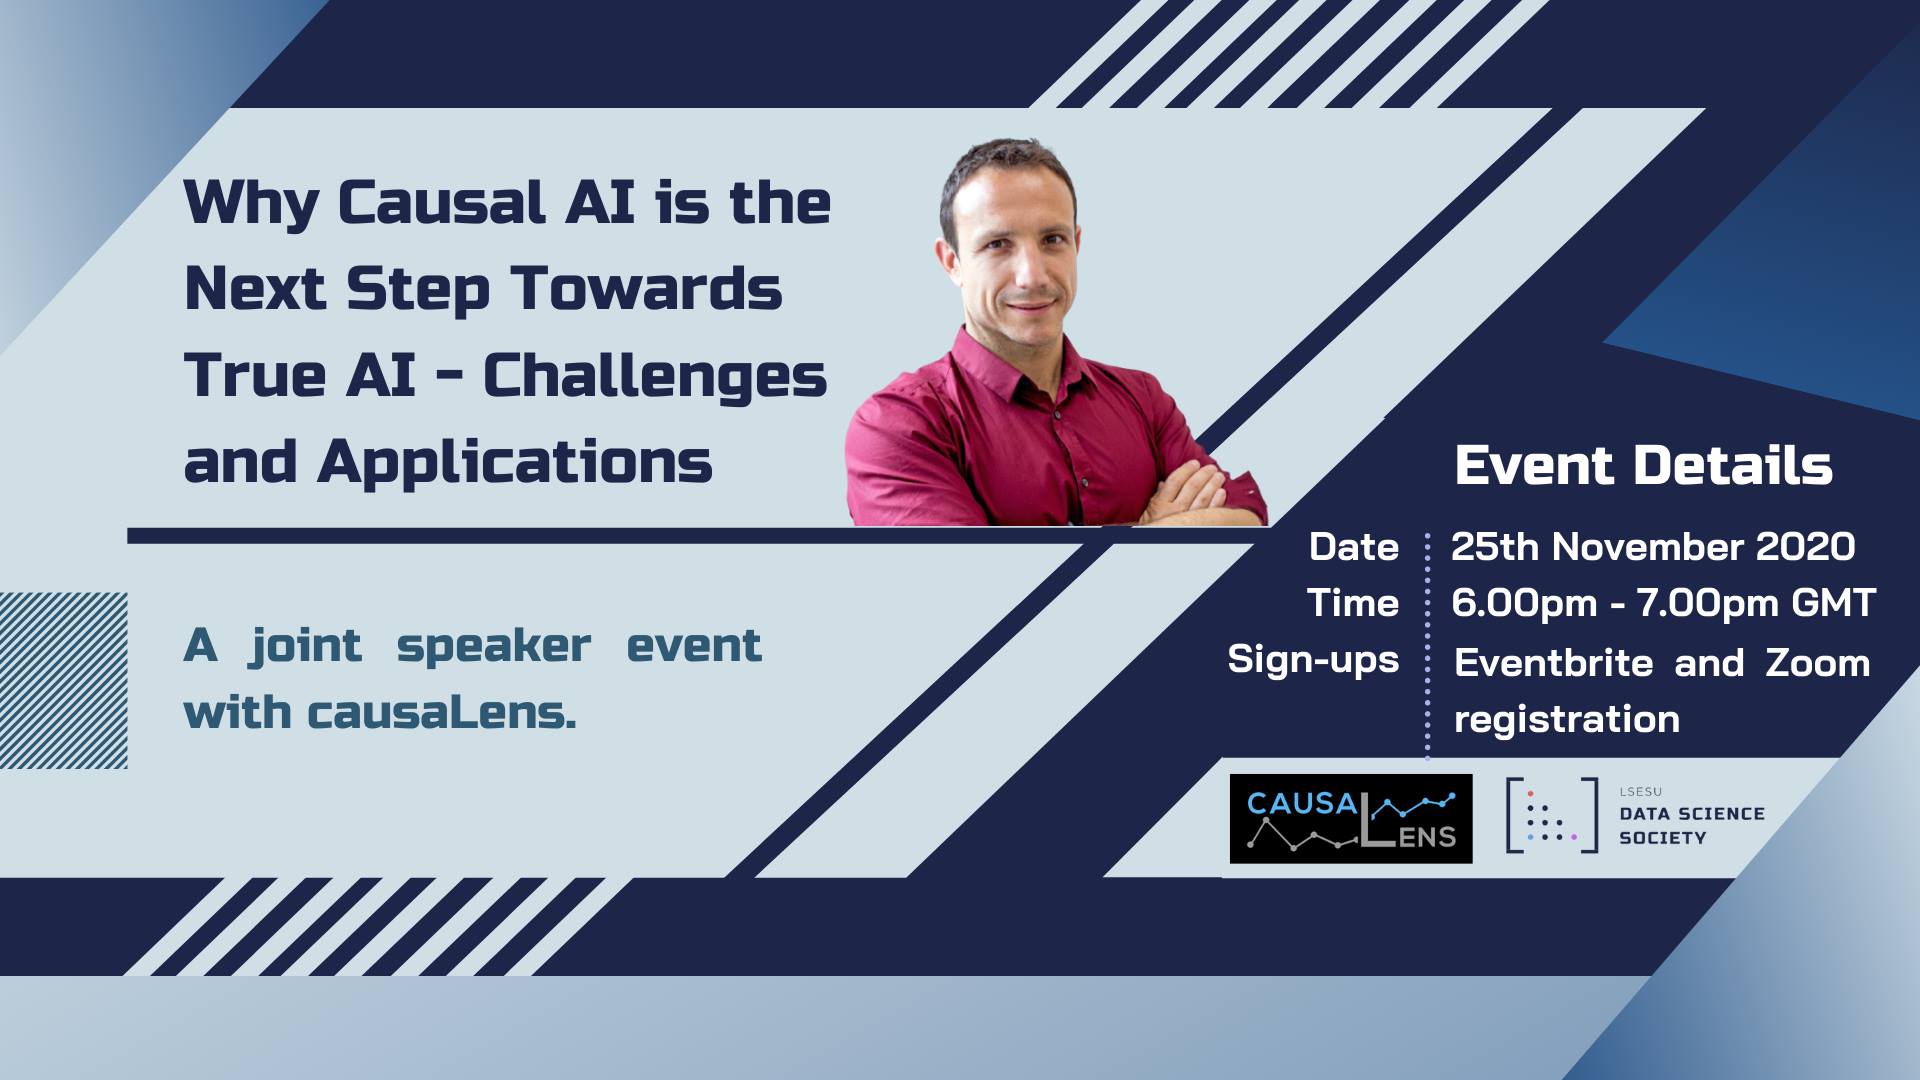 Why Causal AI is the
Next Step Towards
True AI - Challenges
and Applications
A joint speaker event
with causaLens.
Event Details
Date 25th November 2020
Time 6.00pm - 7.00pm GMT
Sign-ups Eventbrite and Zoom
registration
CAUSA
LENS
LSESU
DATA SCIENCE
SOCIETY